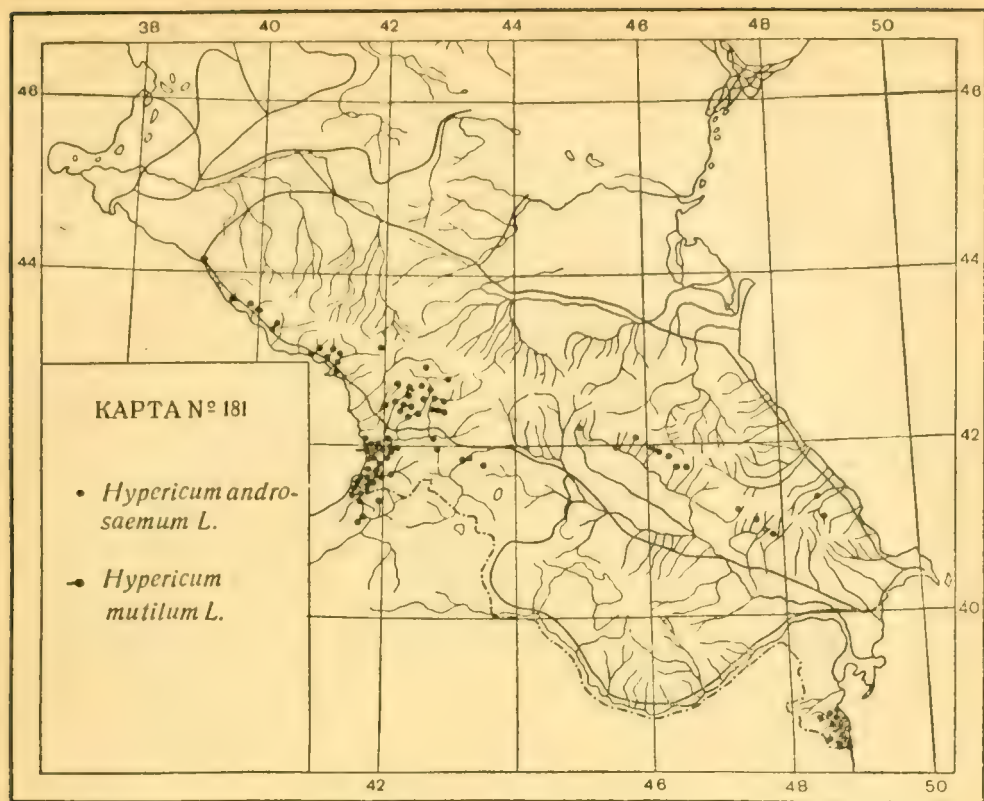 38 40 42 44 46 48 50
46 46
44 44
КАРТА № 181
42
• Hypericum andro-
saemum L.
Hypericum
mutilum L.
40
42 46 48 50